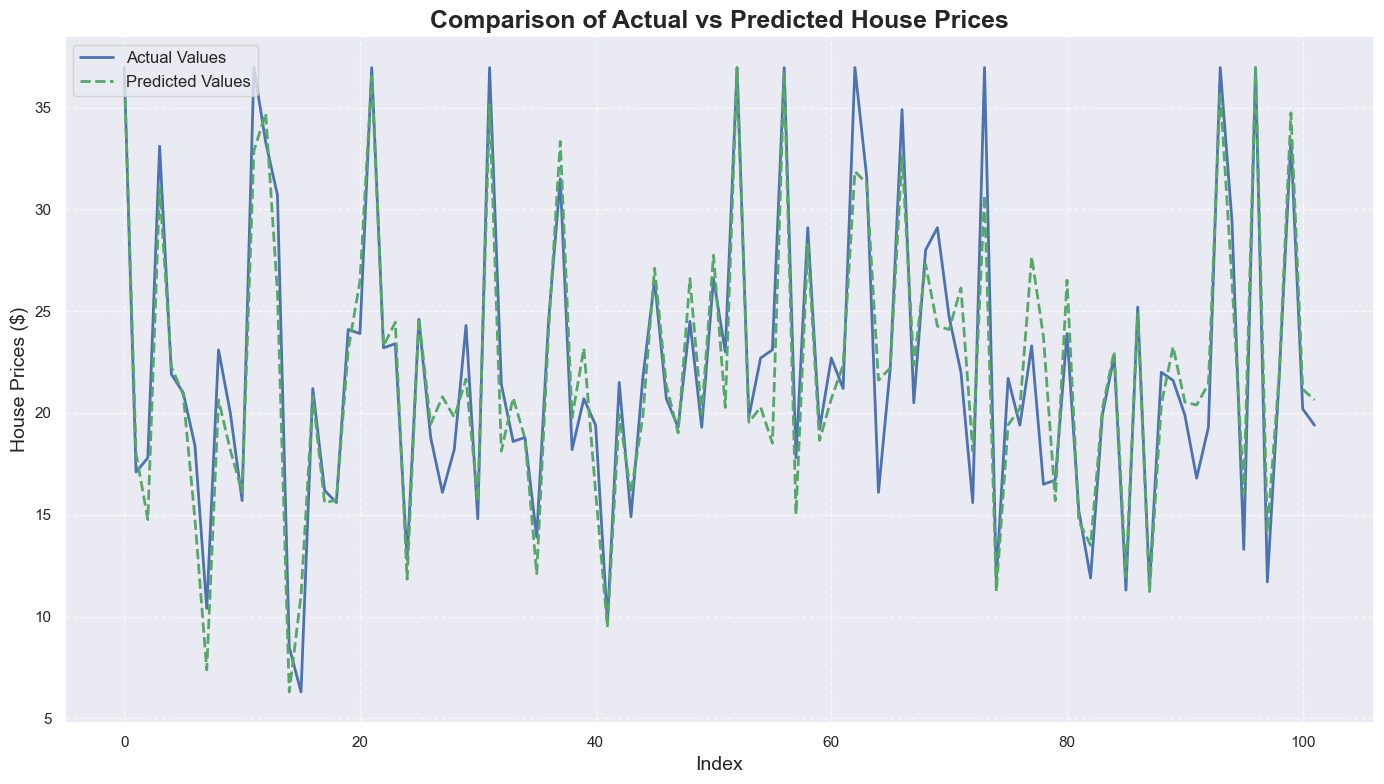 Comparison of Actual vs Predicted House Prices
Actual Values
Predicted Values
House Prices ($)
35
30
25
20
15
10
5
0
20
40
60
80
100
Index